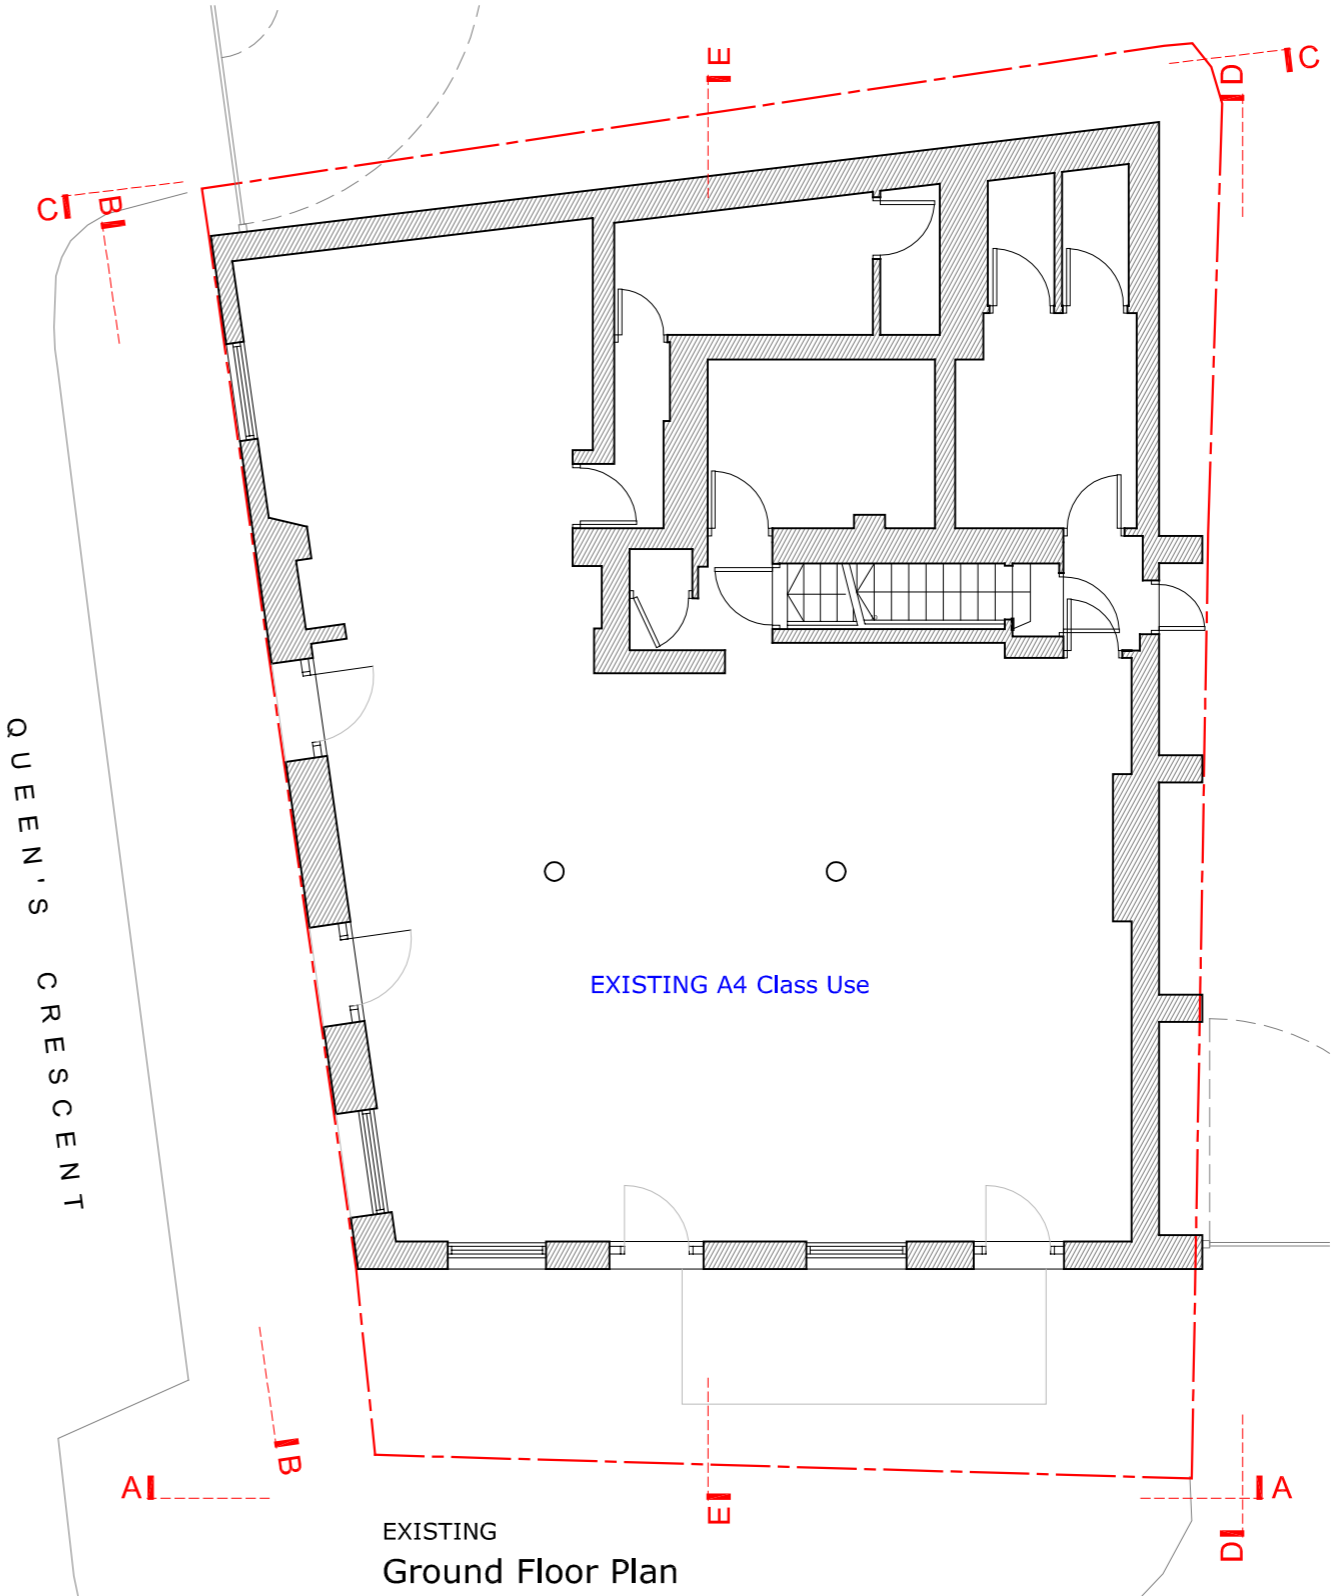 E
C
D
C
B
QUEEN'S CRESCENT
EXISTING A4 Class Use
B
A
A
E
D
EXISTING
Ground Floor Plan